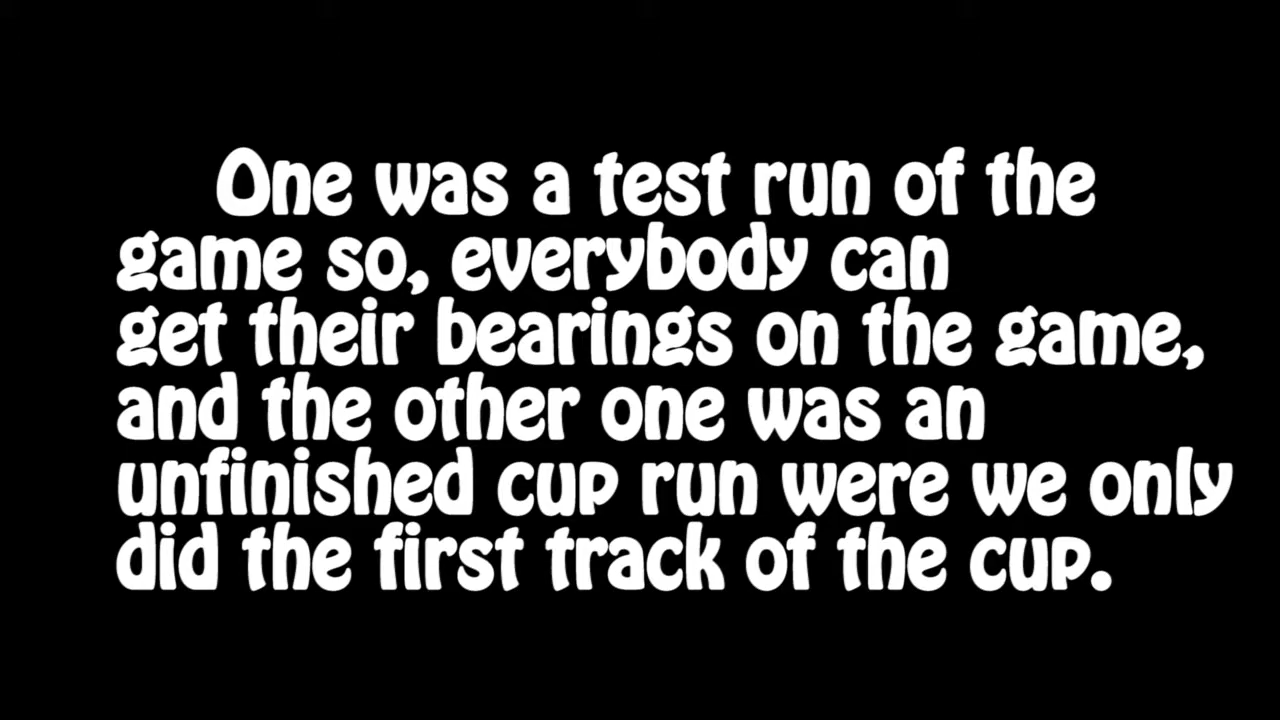 One was a test run of the
game so, everybody can
get their bearings on the game,
and the other one was an
unfinished cup run were we only
did the first track of the cup.